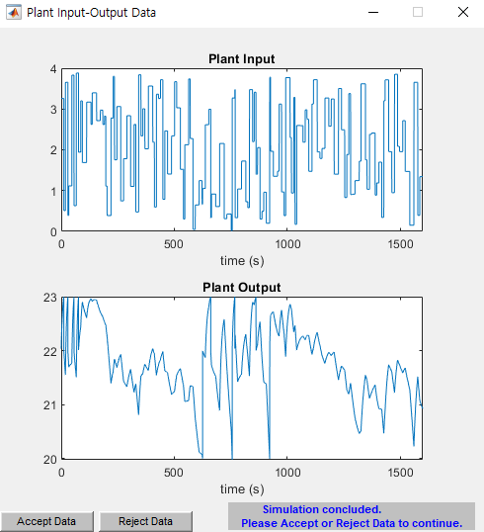 Plant Input-Output Data
Plant Input
4
3
2
1
0
0 500 1000 1500
time (s)
Plant Output
23
22
21
20
0 500 1000 1500
time (s)
Simulation concluded.
Accept Data Reject Data Please Accept or Reject Data to continue.